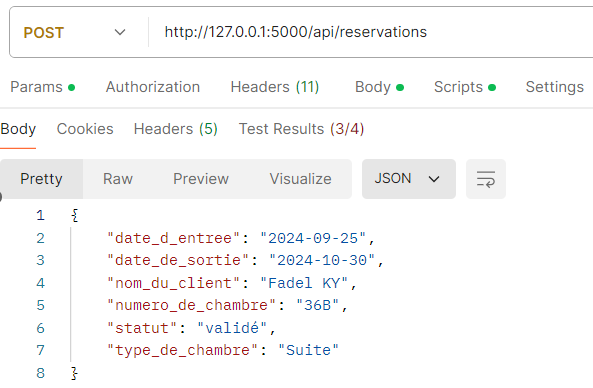 POST http://127.0.0.1:5000/api/reservations
Params Authorization Headers (11) Body Scripts Settings
Body Cookies Headers (5) Test Results (3/4)
Pretty Raw Preview Visualize JSON
1 {
2 "date_d_entree": "2024-09-25",
3 "date_de_sortie": "2024-10-30",
4 "nom_du_client": "Fadel KY",
5 "numero_de_chambre": "36B",
6 "statut": "validé",
7 "type_de_chambre": "Suite"
8 }